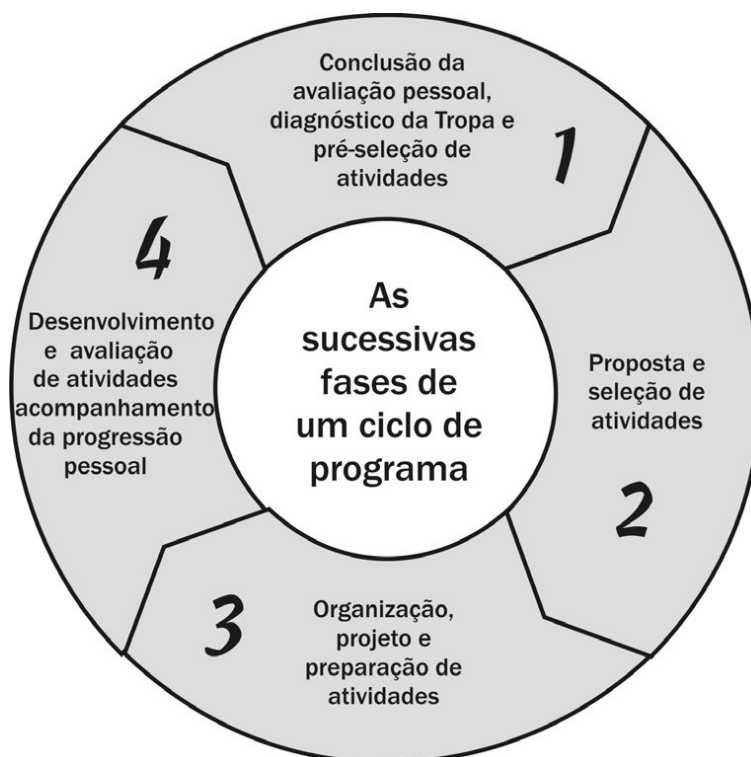 Conclusão da
avaliação pessoal,
diagnóstico da Tropa e
pré-seleção de
atividades
1
As
sucessivas
fases de
um ciclo de
programa
Proposta e
seleção de
atividades
2
Organização,
projeto e
preparação de
atividades
3
4
Desenvolvimento
e avaliação
de atividades
acompanhamento
da progressão
pessoal